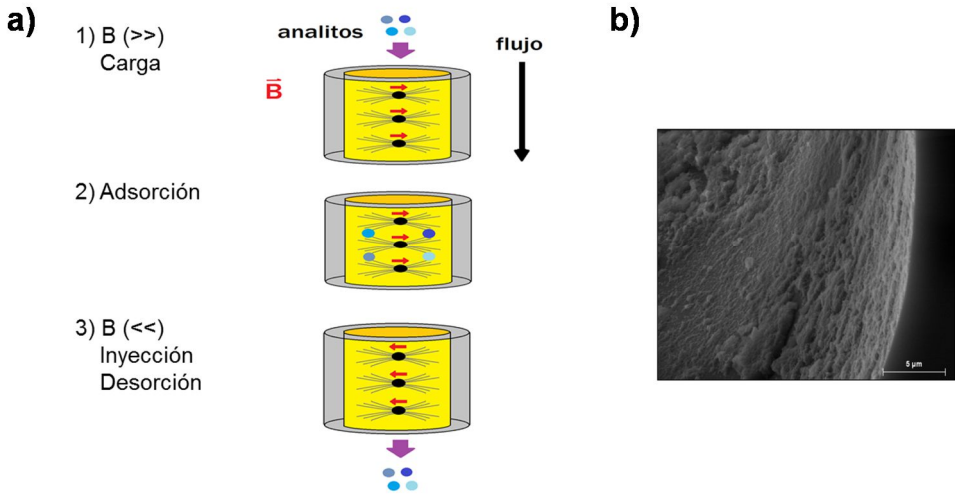 a)
1) B (>>)
Carga
analitos
flujo
B
2) Adsorción
3) B (<<)
Inyección
Desorción
b)
5 µm